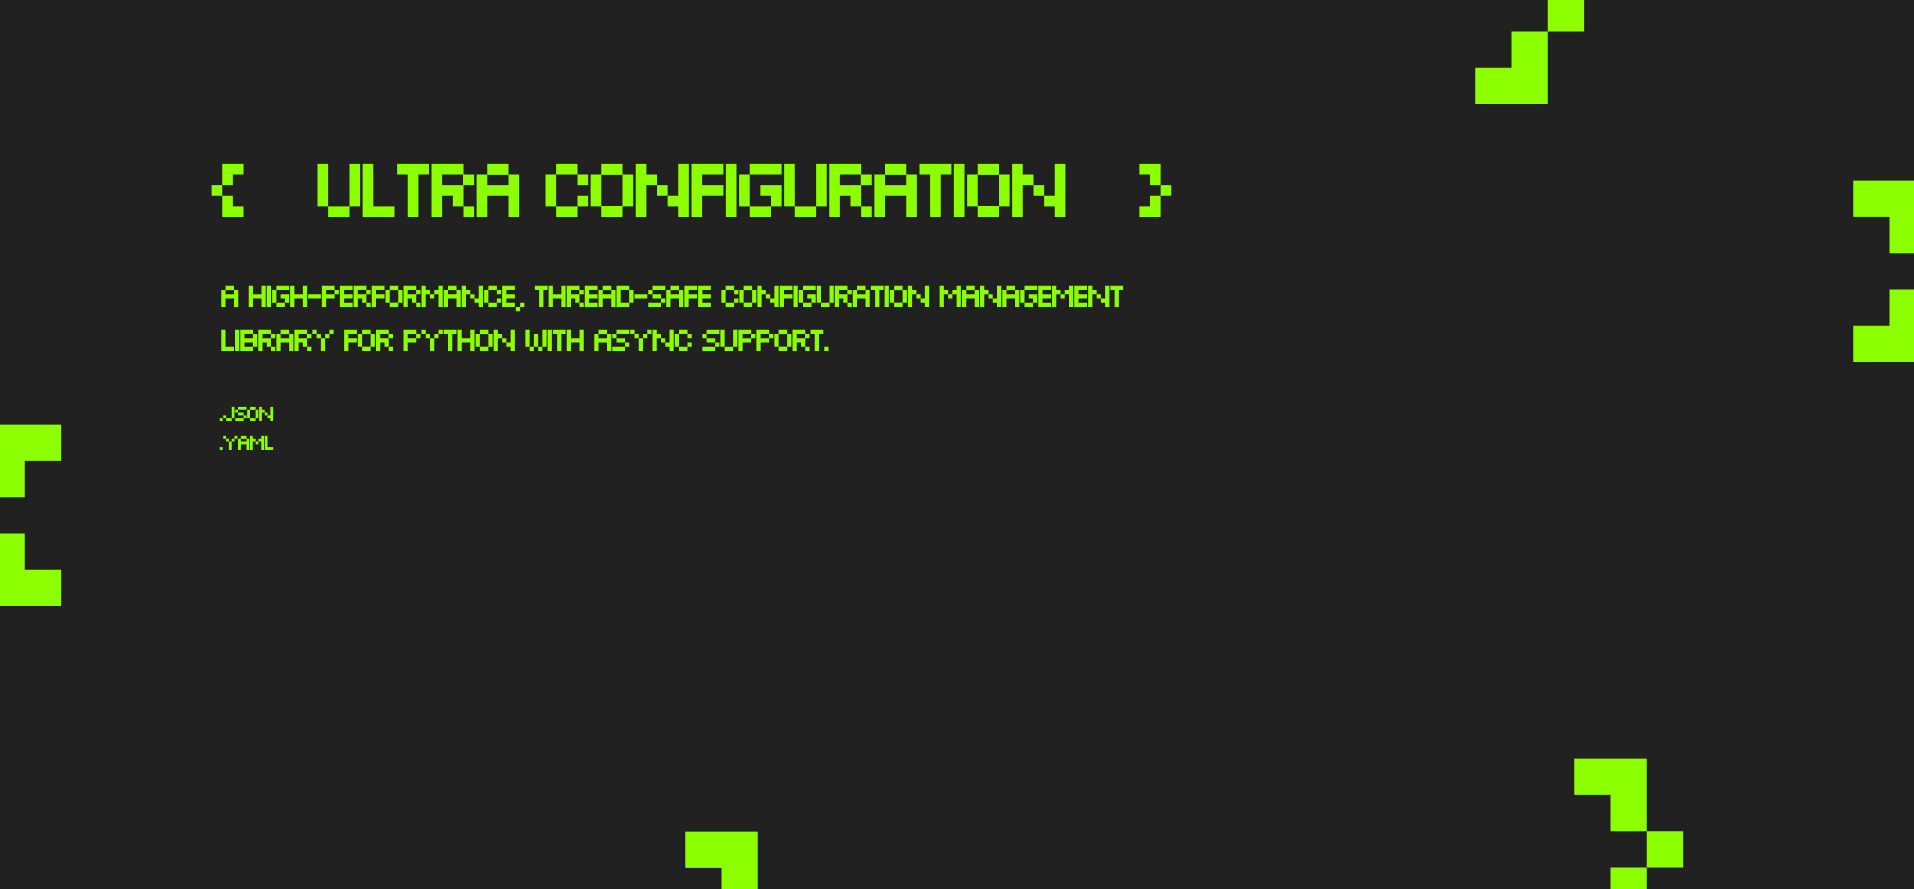 { ULTRA CONFIGURATION }
A HIGH-PERFORMANCE, THREAD-SAFE CONFIGURATION MANAGEMENT
LIBRARY FOR PYTHON WITH ASYNC SUPPORT.
.JSON
.YAML